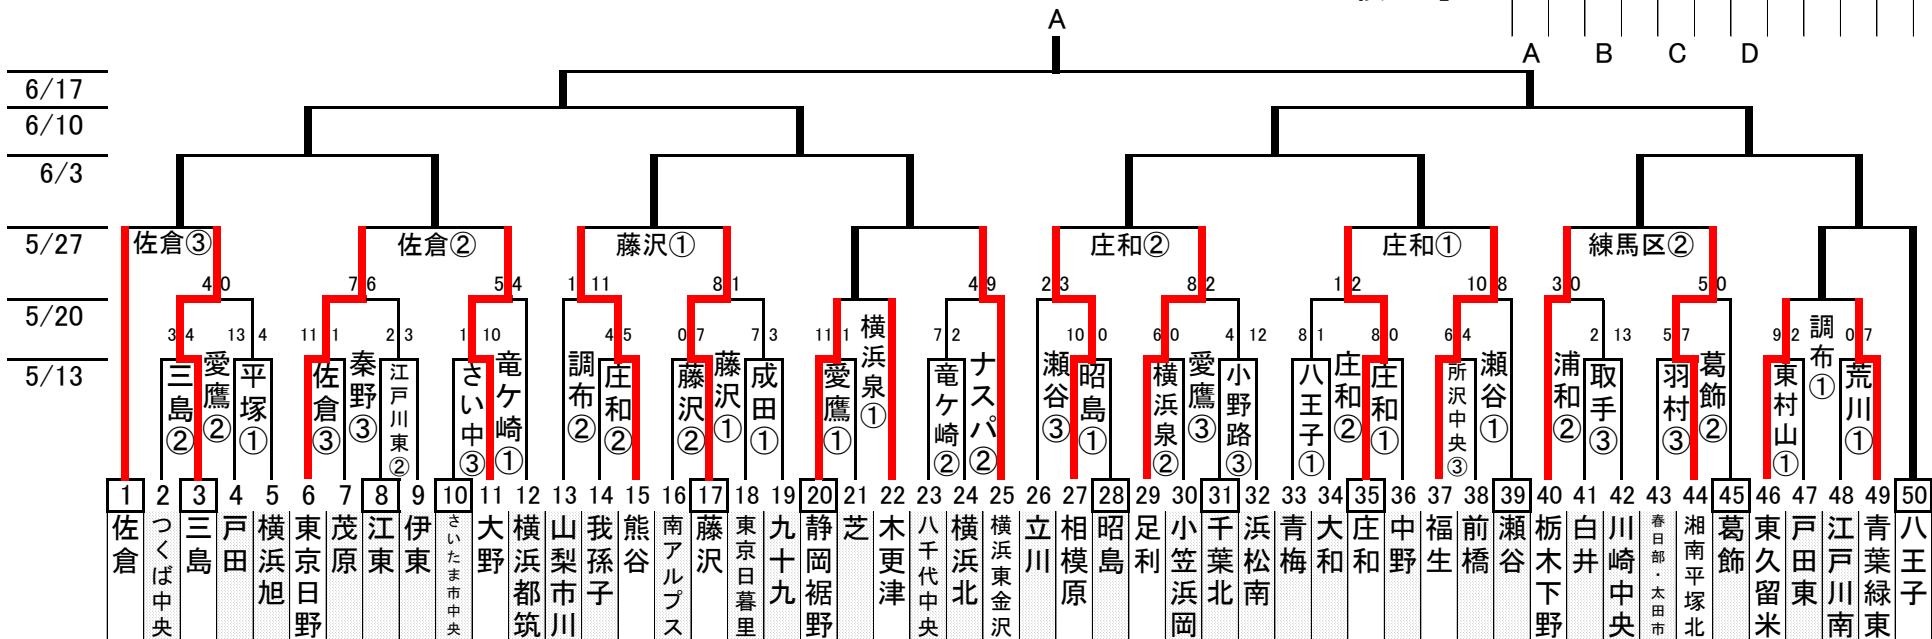 A
A B C D
6/17
6/10
6/3
5/27
佐倉③ 佐倉② 藤沢① 庄和② 庄和① 練馬区②
4 0 7 6 5 4 1 11 8 1 4 9 2 3 8 2 1 2 10 8 3 0 5 0
5/20
3 4 13 4 11 1 2 3 1 10 4 5 0 7 7 3 11 1 7 2 10 0 6 0 4 12 8 1 8 0 6 4 2 13 5 7 9 2 0 7
5/13
三島②
愛鷹②
平塚①
佐倉③
秦野③
江戸川東②
さい中③
竜ケ崎①
調布②
庄和②
藤沢②
藤沢①
成田①
愛鷹①
横浜泉①
竜ケ崎②
ナスパ②
瀬谷③
昭島①
横浜泉②
愛鷹③
小野路③
八王子①
庄和②
庄和①
所沢中央③
瀬谷①
浦和②
取手③
羽村③
葛飾②
東村山①
調布①
荒川①
1 佐倉
2 つくば中央
3 三島
4 戸田
5 横浜旭
6 東京日野
7 茂原
8 江東
9 伊東
10 さいたま市中央
11 大野
12 横浜都筑
13 山梨市川
14 我孫子
15 熊谷
16 南アルプス
17 藤沢
18 東京日暮里
19 九十九
20 静岡裾野
21 芝
22 木更津
23 八千代中央
24 横浜北
25 横浜東金沢
26 立川
27 相模原
28 昭島
29 足利
30 小笠浜岡
31 千葉北
32 浜松南
33 青梅
34 大和
35 庄和
36 中野
37 福生
38 前橋
39 瀬谷
40 栃木下野
41 白井
42 川崎中央
43 春日部・太田市
44 湘南平塚北
45 葛飾
46 東久留米
47 戸田東
48 江戸川南
49 青葉緑東
50 八王子